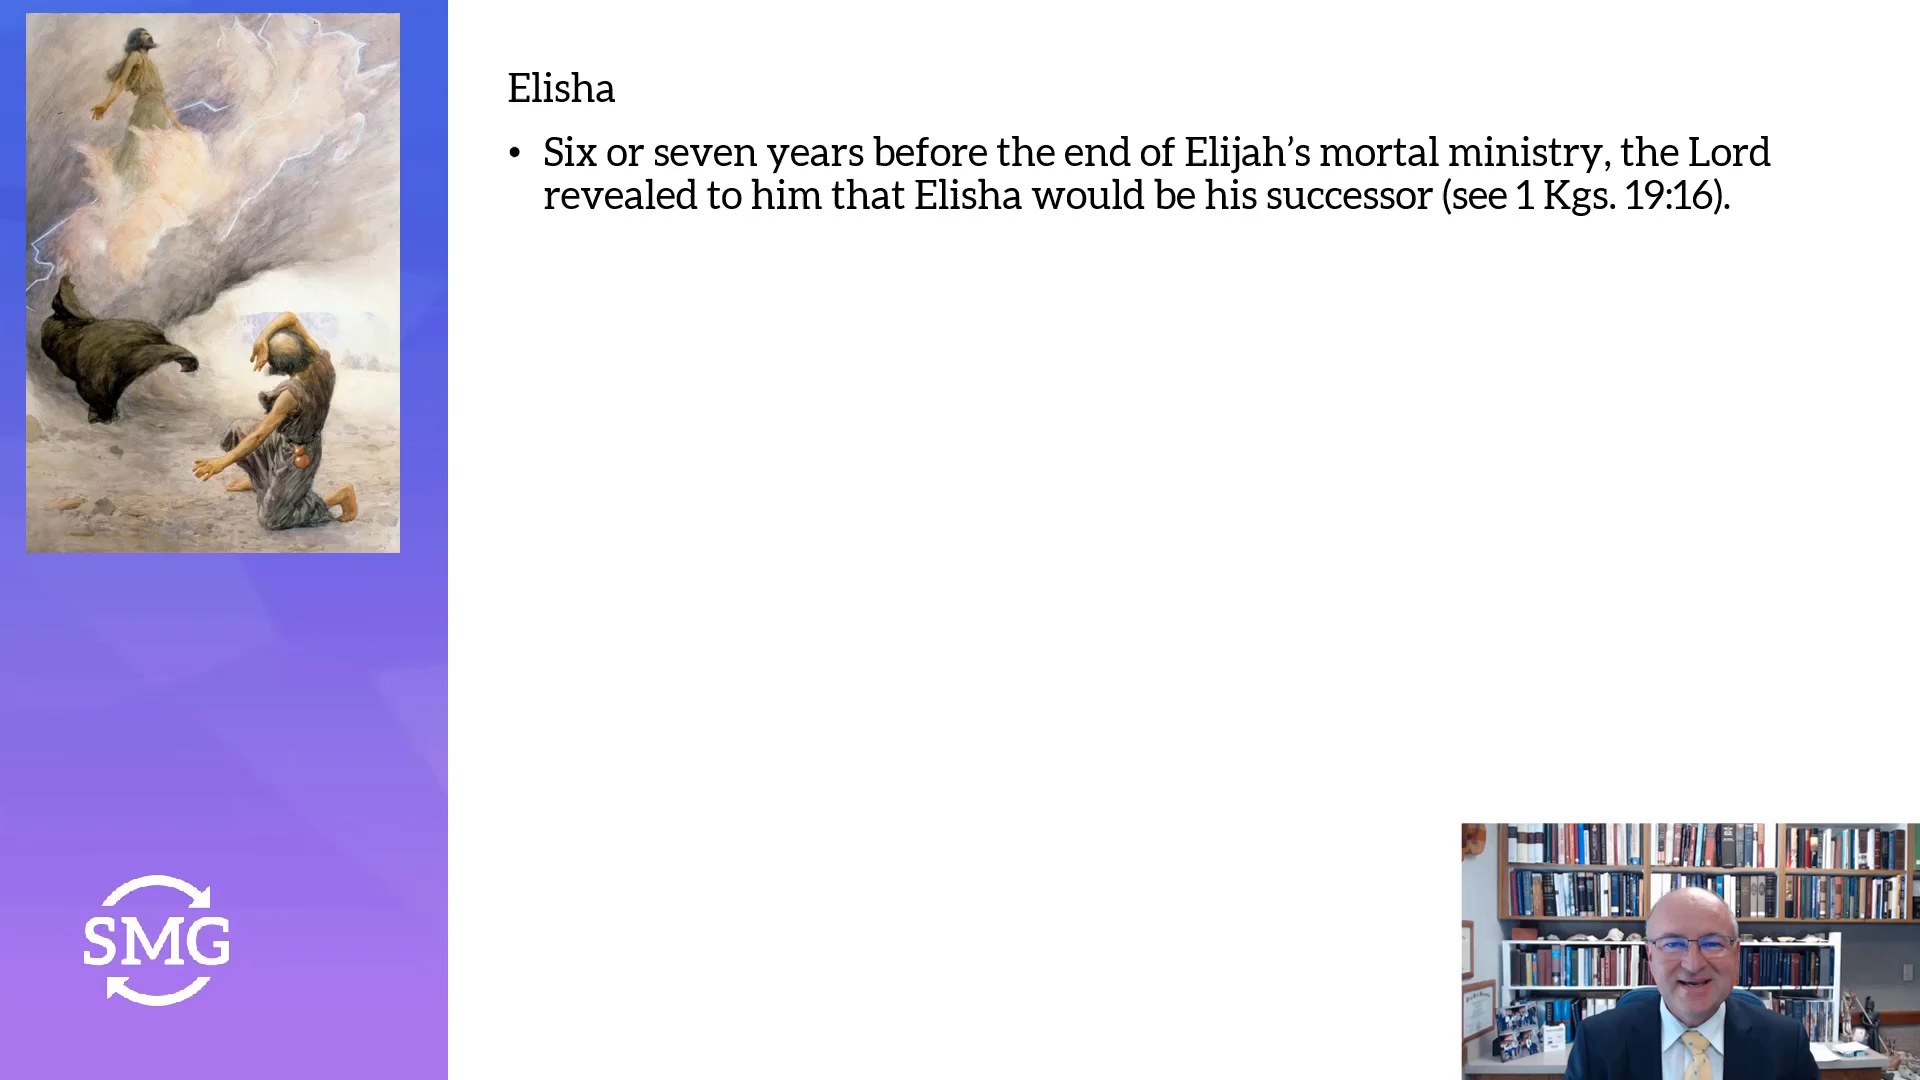 Elisha
• Six or seven years before the end of Elijah’s mortal ministry, the Lord
revealed to him that Elisha would be his successor (see 1 Kgs. 19:16).
SMG